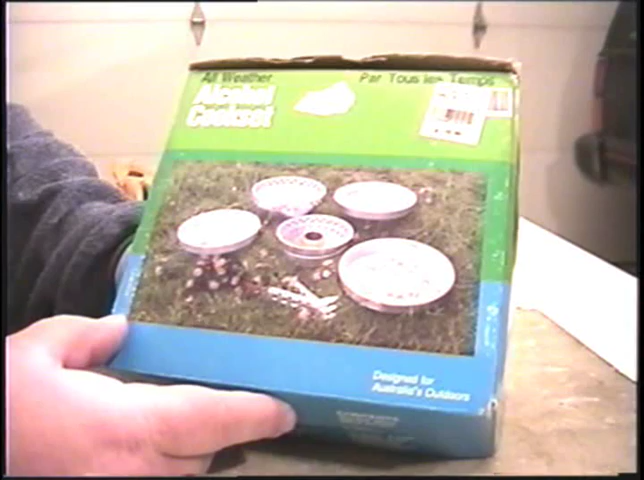 All Weather
Par Tous les Temps
Alcohol
Cookset
Designed for
Australia's Outdoors